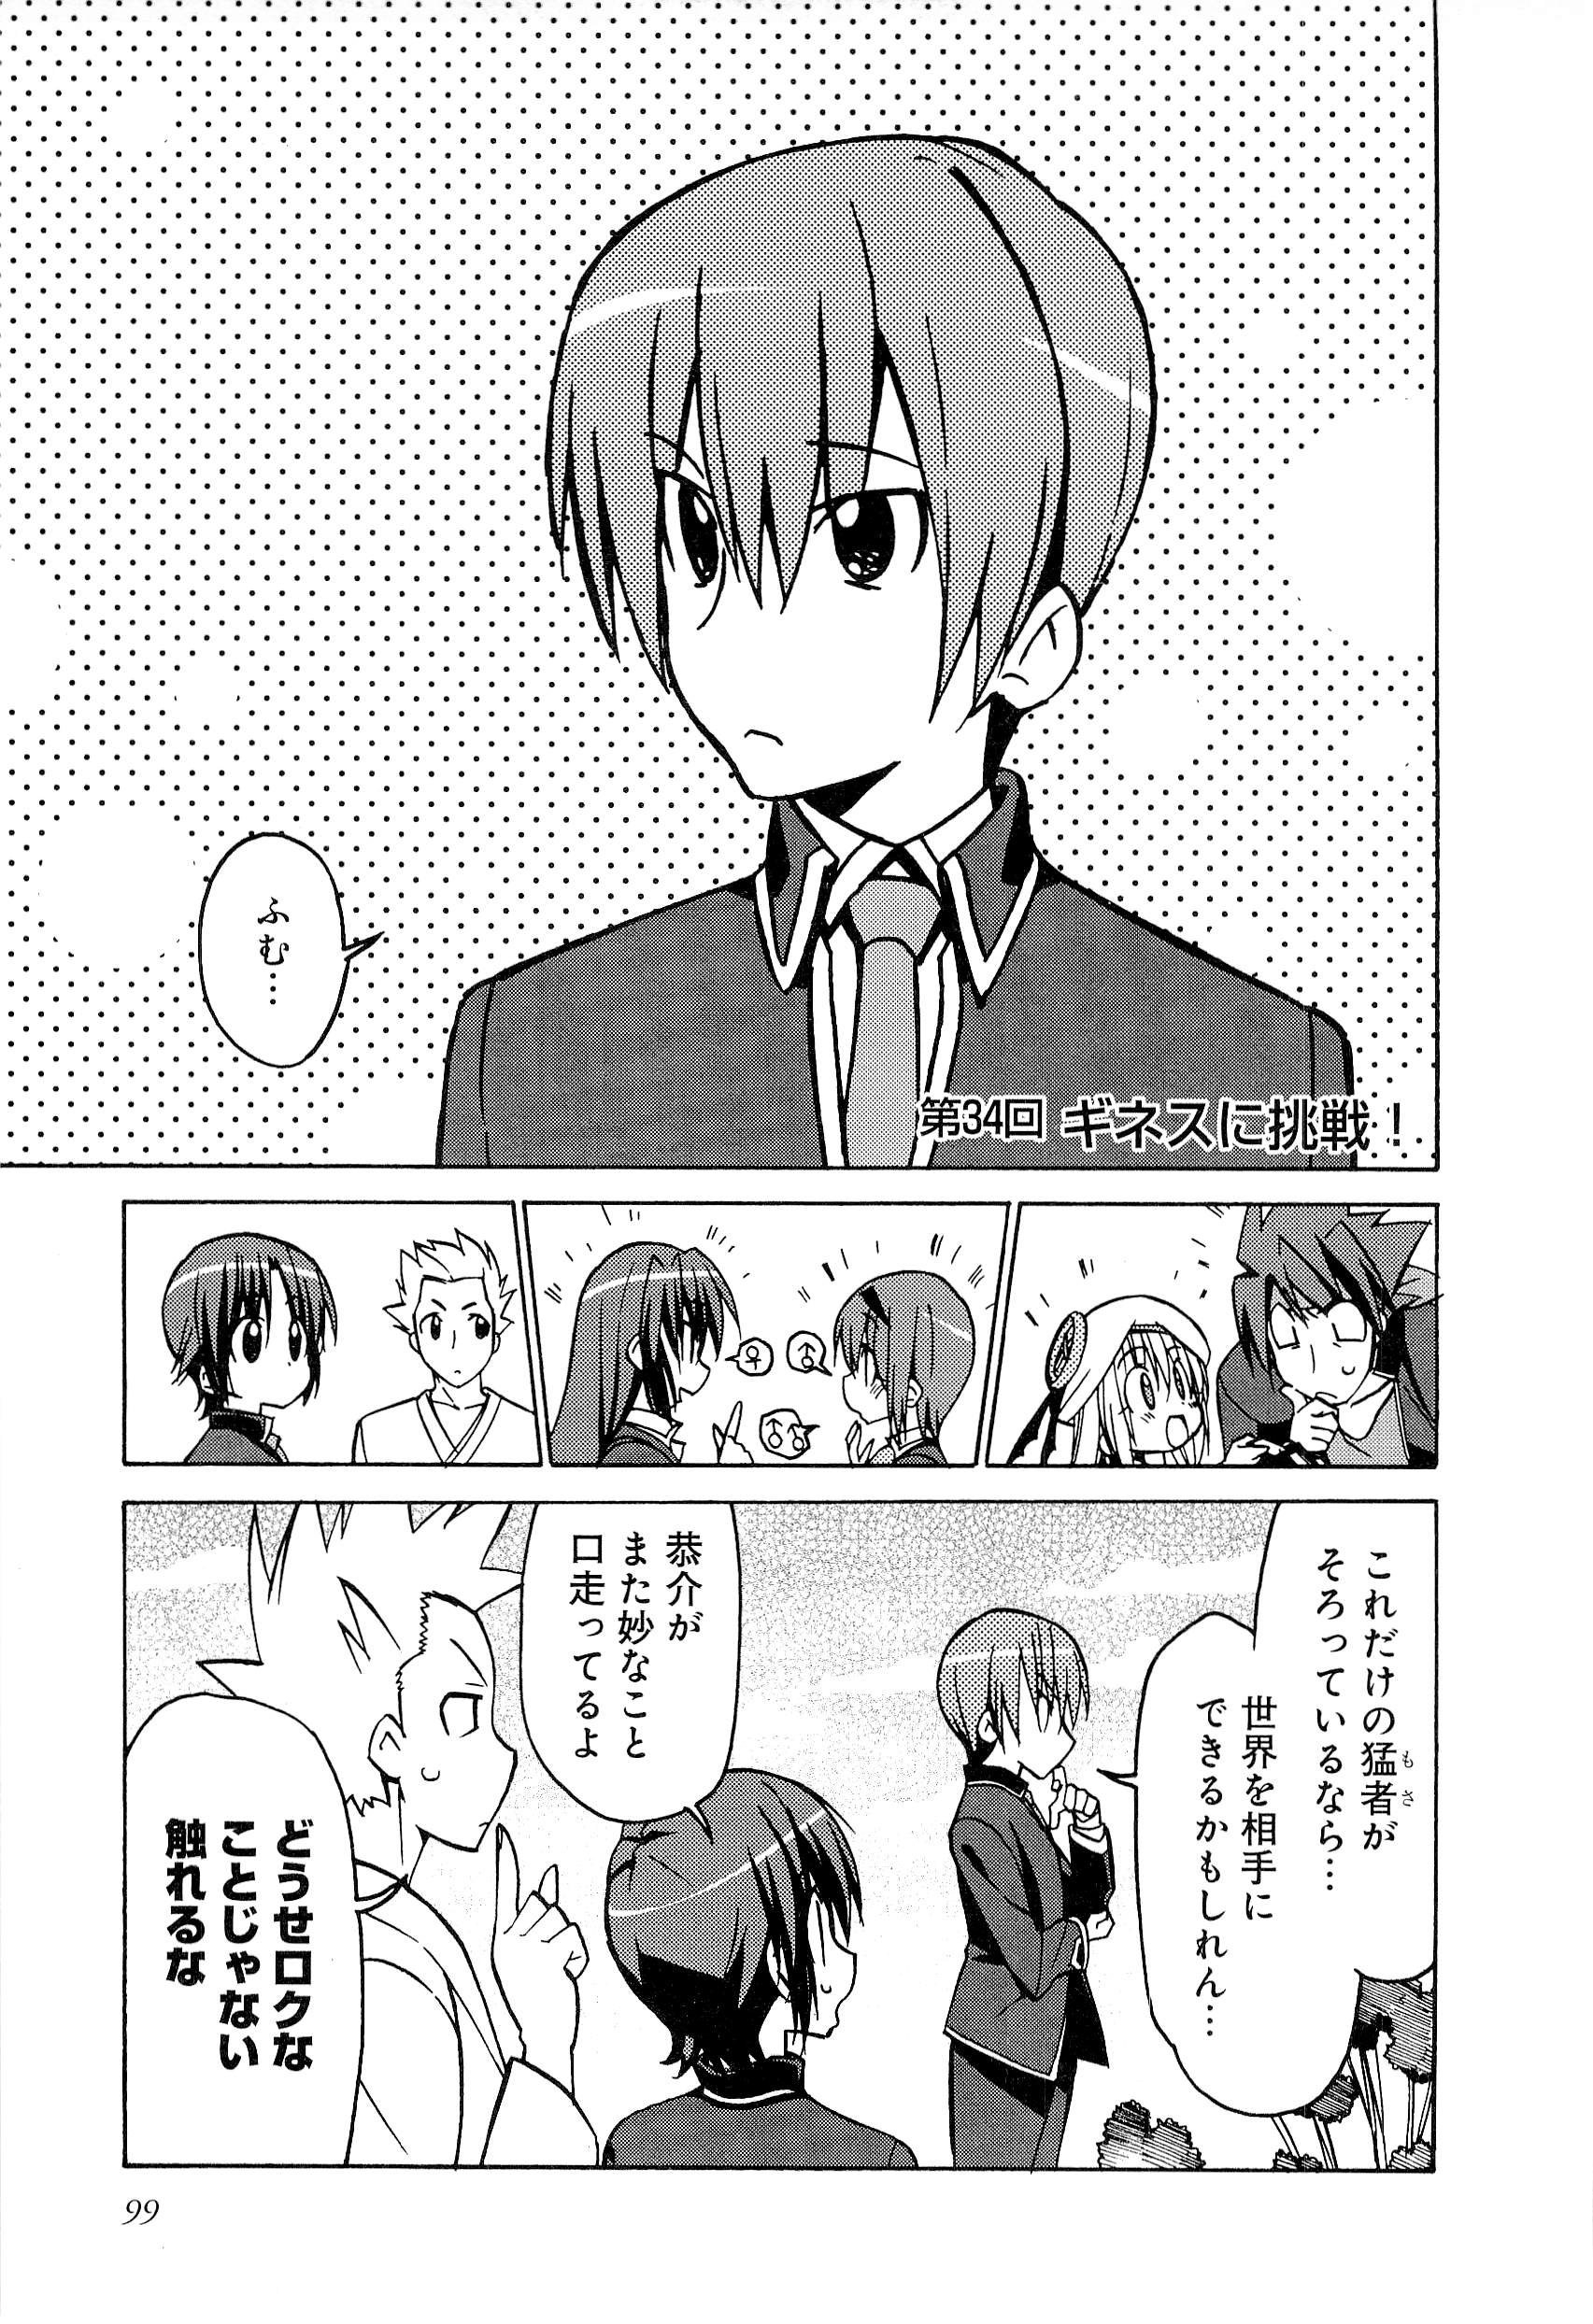 ふむ…
第34回 ギネスに挑戦！
これだけの猛者が
もさ
そろっているなら…
世界を相手に
できるかもしれん…
恭介が
また妙なこと
口走ってるよ
どうせロクな
ことじゃない
触れるな
♀
♂
♂♂
99